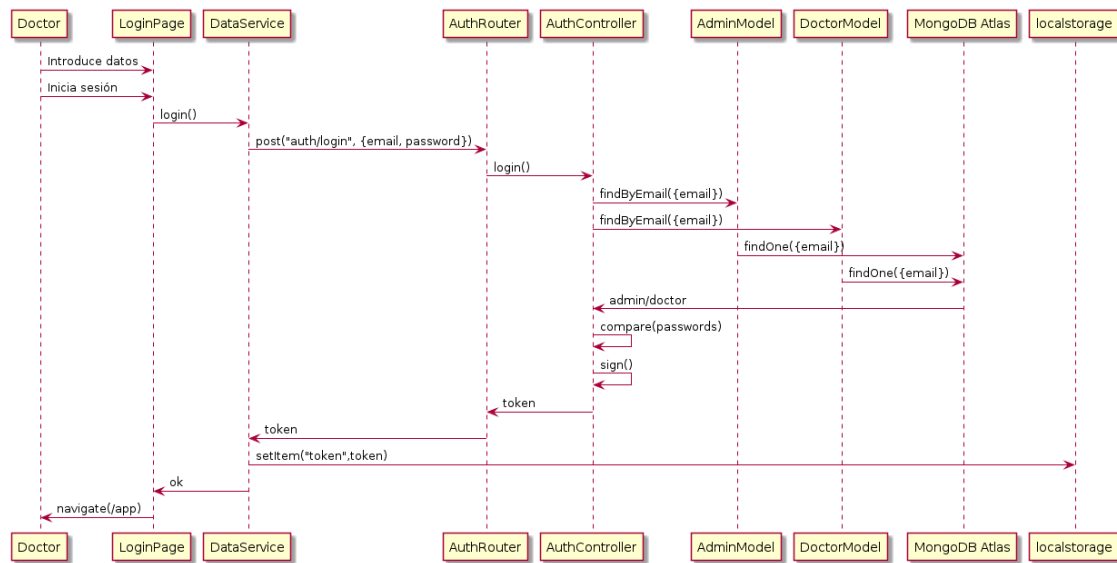 Doctor LoginPage DataService AuthRouter AuthController AdminModel DoctorModel MongoDB Atlas localstorage
Introduce datos
Inicia sesión
login()
post("auth/login", {email, password})
login()
findByEmail({email})
findByEmail({email})
findOne({email})
findOne({email})
admin/doctor
compare(passwords)
sign()
token
token
setItem("token",token)
ok
navigate(/app)
Doctor LoginPage DataService AuthRouter AuthController AdminModel DoctorModel MongoDB Atlas localstorage